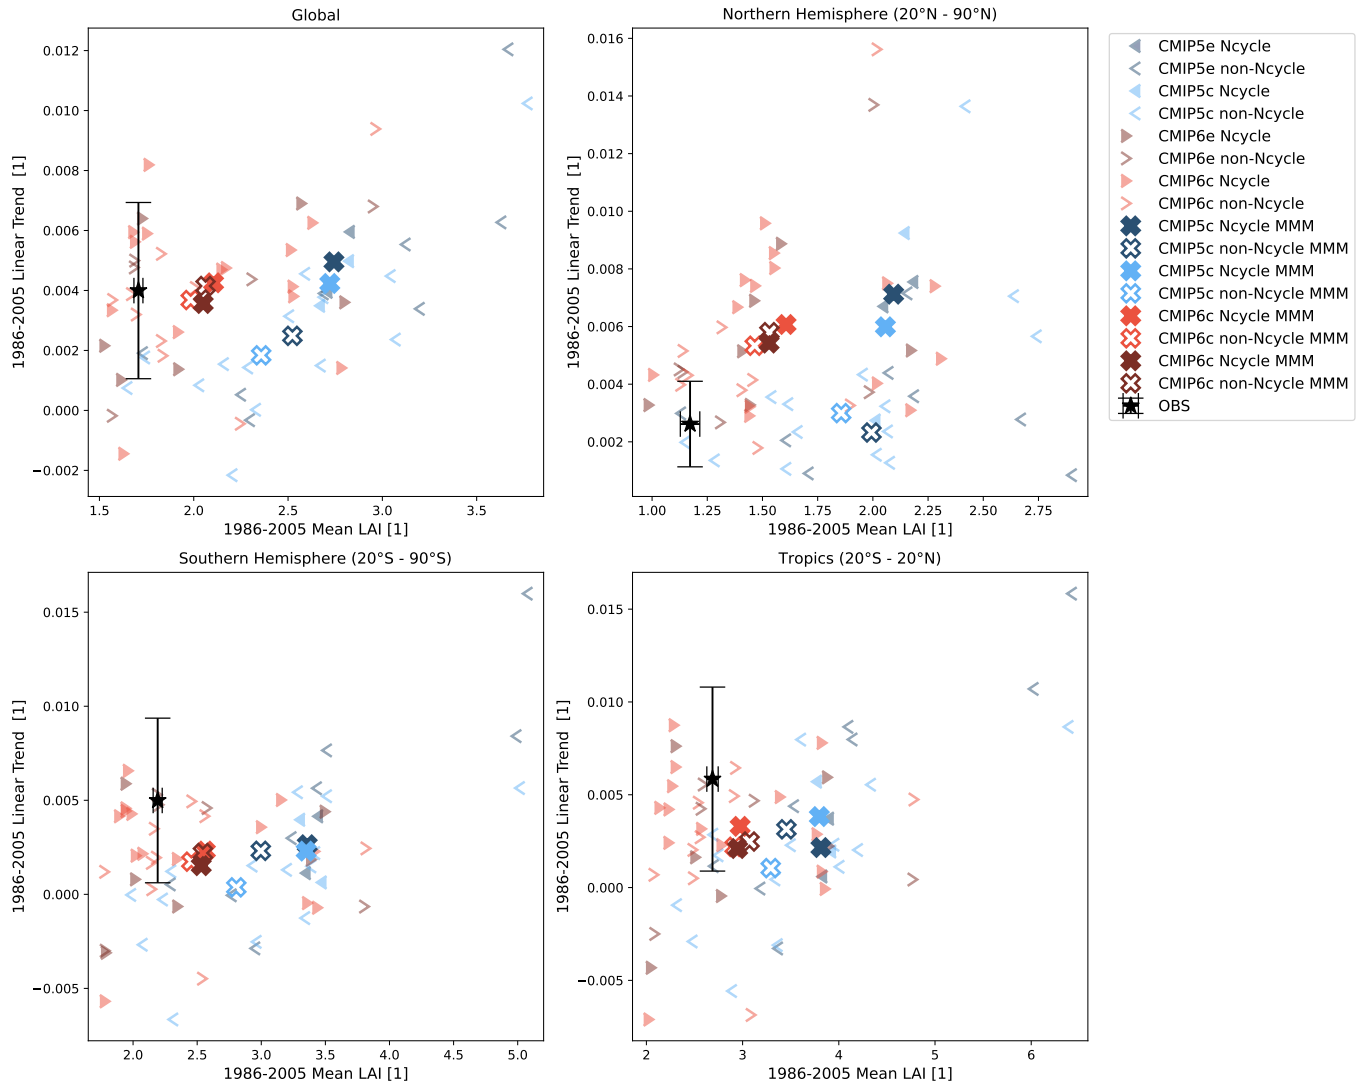 Global
0.012
0.010
0.008
0.006
0.004
0.002
0.000
−0.002
1986-2005 Linear Trend  [1]
1.5 2.0 2.5 3.0 3.5
1986-2005 Mean LAI [1]
Northern Hemisphere (20°N - 90°N)
0.016
0.014
0.012
0.010
0.008
0.006
0.004
0.002
1986-2005 Linear Trend  [1]
1.00 1.25 1.50 1.75 2.00 2.25 2.50 2.75
1986-2005 Mean LAI [1]
CMIP5e Ncycle
CMIP5e non-Ncycle
CMIP5c Ncycle
CMIP5c non-Ncycle
CMIP6e Ncycle
CMIP6e non-Ncycle
CMIP6c Ncycle
CMIP6c non-Ncycle
CMIP5c Ncycle MMM
CMIP5c non-Ncycle MMM
CMIP5c Ncycle MMM
CMIP5c non-Ncycle MMM
CMIP6c Ncycle MMM
CMIP6c non-Ncycle MMM
CMIP6c Ncycle MMM
CMIP6c non-Ncycle MMM
OBS
Southern Hemisphere (20°S - 90°S)
0.015
0.010
0.005
0.000
−0.005
1986-2005 Linear Trend  [1]
2.0 2.5 3.0 3.5 4.0 4.5 5.0
1986-2005 Mean LAI [1]
Tropics (20°S - 20°N)
0.015
0.010
0.005
0.000
−0.005
1986-2005 Linear Trend  [1]
2 3 4 5 6
1986-2005 Mean LAI [1]